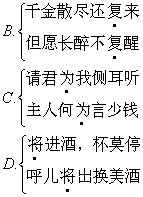 B. 千金散尽还复来
但愿长醉不复醒
C. 请君为我侧耳听
主人何为言少钱
D. 将进酒，杯莫停
呼儿将出换美酒